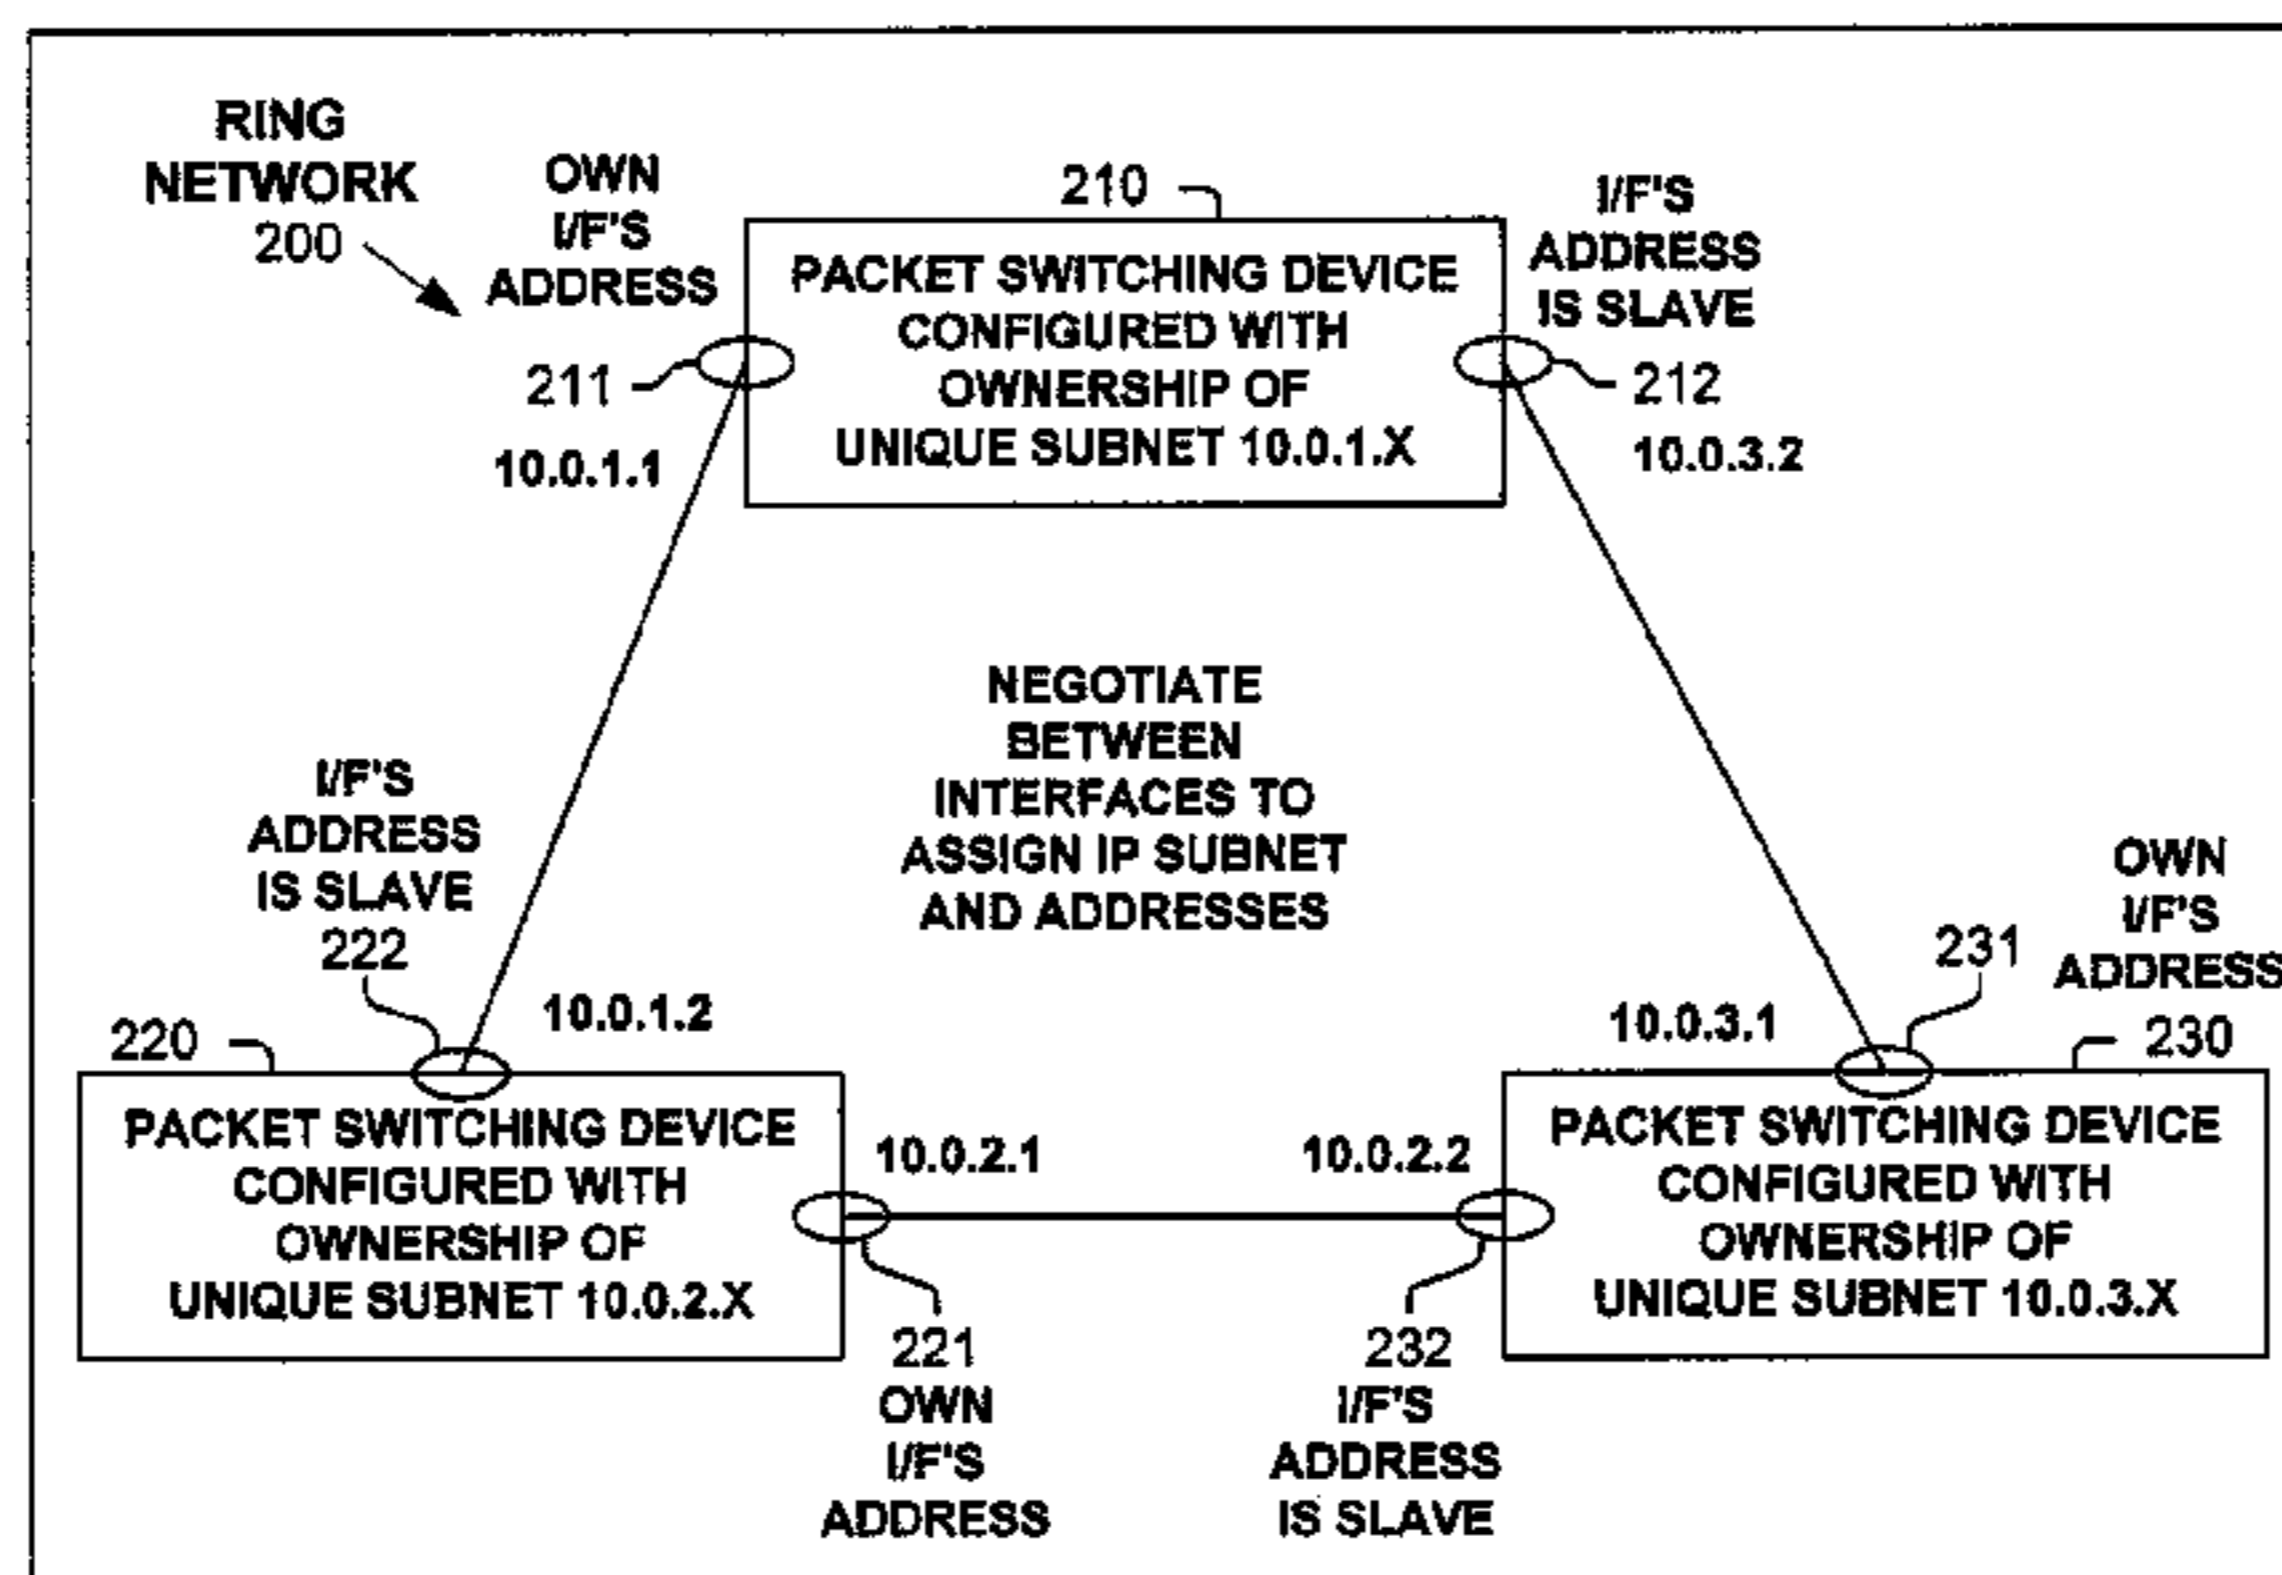 RING
NETWORK
200
OWN
I/F'S
ADDRESS
211
10.0.1.1
210
PACKET SWITCHING DEVICE
CONFIGURED WITH
OWNERSHIP OF
UNIQUE SUBNET 10.0.1.X
I/F'S
ADDRESS
IS SLAVE
212
10.0.3.2
NEGOTIATE
BETWEEN
INTERFACES TO
ASSIGN IP SUBNET
AND ADDRESSES
I/F'S
ADDRESS
IS SLAVE
222
10.0.1.2
220
PACKET SWITCHING DEVICE
CONFIGURED WITH
OWNERSHIP OF
UNIQUE SUBNET 10.0.2.X
10.0.2.1
221
OWN
I/F'S
ADDRESS
OWN
I/F'S
ADDRESS
231
10.0.3.1
230
PACKET SWITCHING DEVICE
CONFIGURED WITH
OWNERSHIP OF
UNIQUE SUBNET 10.0.3.X
10.0.2.2
232
I/F'S
ADDRESS
IS SLAVE